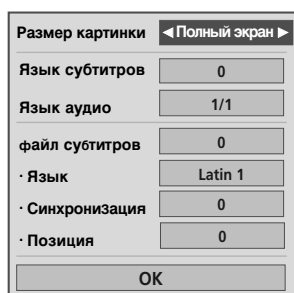 Размер картинки ◀ Полный экран ▶
Язык субтитров 0
Язык аудио 1/1
файл субтитров 0
· Язык Latin 1
· Синхронизация 0
· Позиция 0
OK